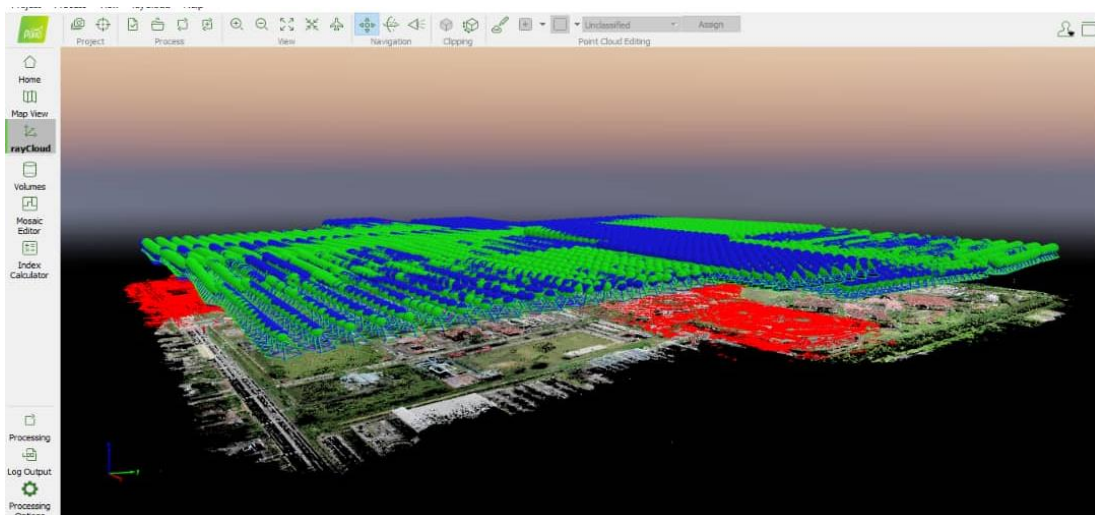 Unclassified
Assign
Project
Process
View
Navigation
Clipping
Point Cloud Editing
Home
Map View
rayCloud
Volumes
Mosaic
Editor
Index
Calculator
Processing
Log Output
Processing